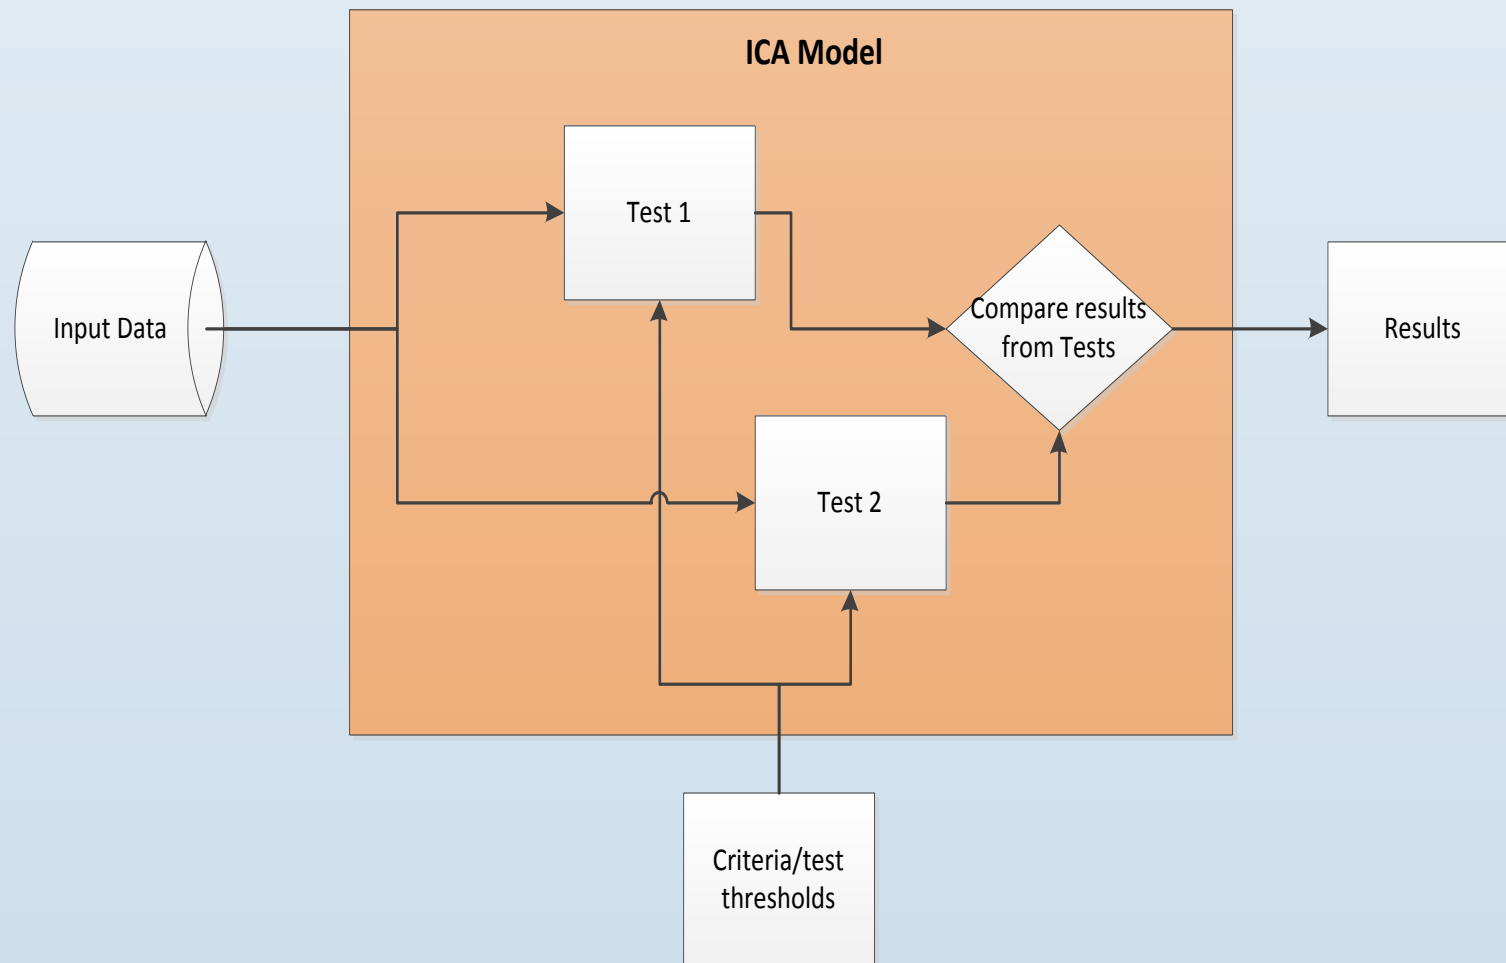 ICA Model
Test 1
Input Data
Compare results
from Tests
Results
Test 2
Criteria/test
thresholds